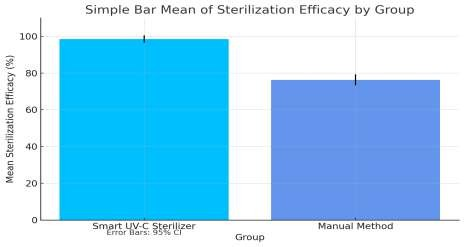 Simple Bar Mean of Sterilization Efficacy by Group
Mean Sterilization Efficacy (%)
100
80
60
40
20
0
Smart UV-C Sterilizer
Manual Method
Error Bars: 95% CI
Group